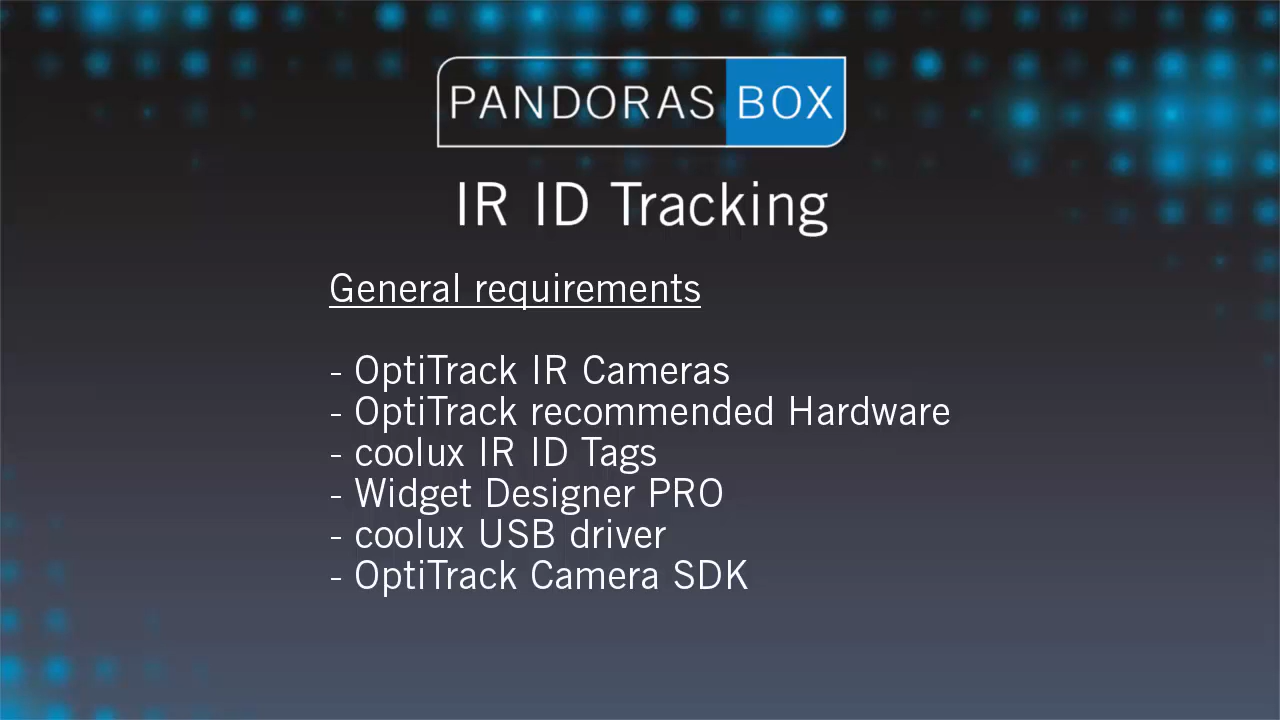 PANDORAS BOX
IR ID Tracking
General requirements
- OptiTrack IR Cameras
- OptiTrack recommended Hardware
- coolux IR ID Tags
- Widget Designer PRO
- coolux USB driver
- OptiTrack Camera SDK